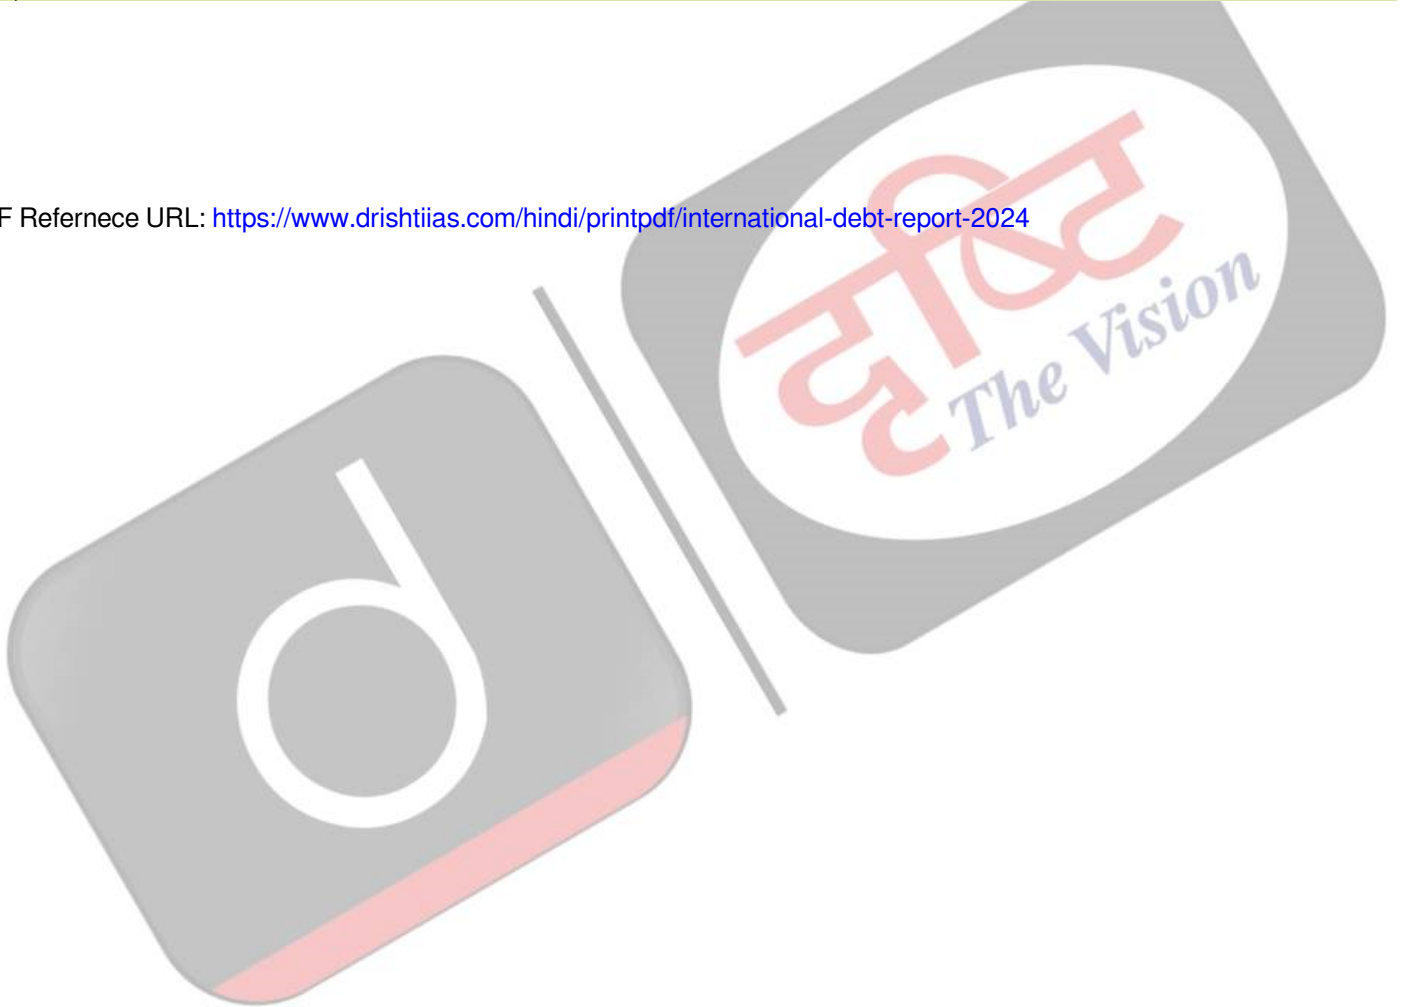 F Refernece URL: https://www.drishtiias.com/hindi/printpdf/international-debt-report-2024
दृष्टि
The Vision
d